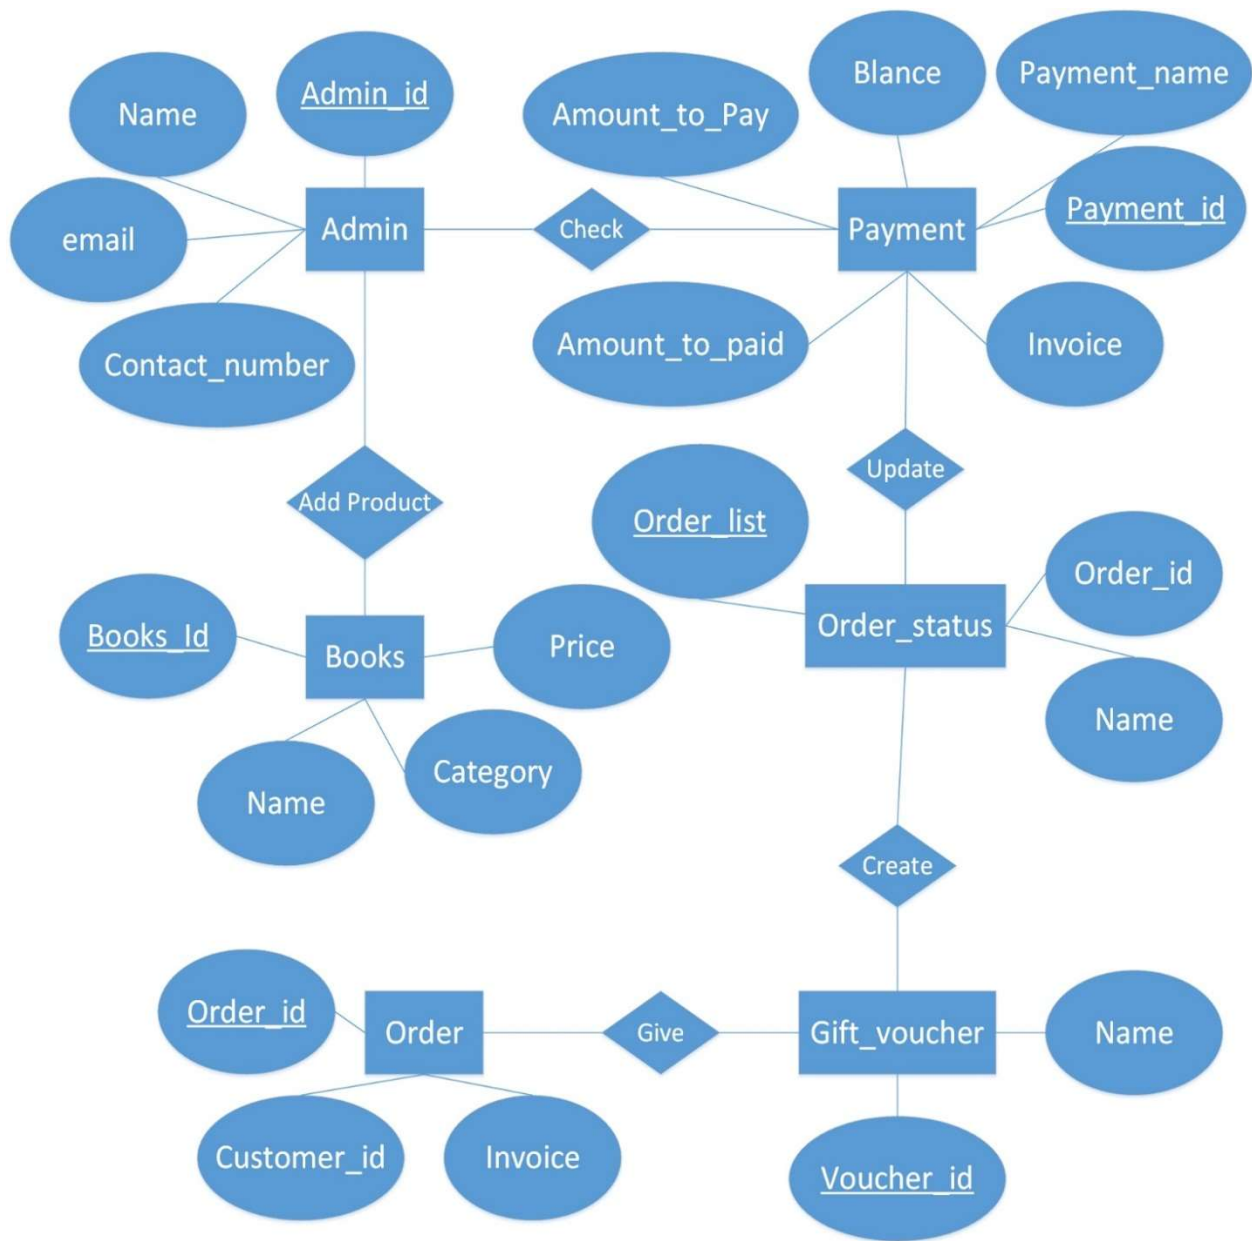 Blance
Payment_name
Admin_id
Amount_to_Pay
Name
Payment_id
Admin
Check
Payment
email
Amount_to_paid
Invoice
Contact_number
Update
Add Product
Order_list
Order_id
Order_status
Books_Id
Price
Books
Name
Category
Name
Create
Order_id
Order
Give
Gift_voucher
Name
Customer_id
Invoice
Voucher_id